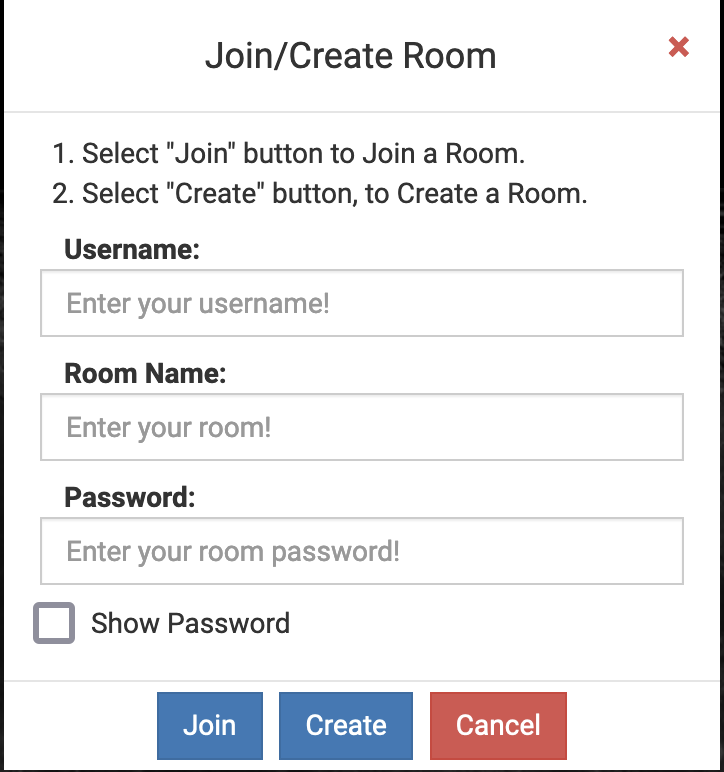 Join/Create Room
1. Select "Join" button to Join a Room.
2. Select "Create" button, to Create a Room.
Username:
Enter your username!
Room Name:
Enter your room!
Password:
Enter your room password!
Show Password
Join Create Cancel